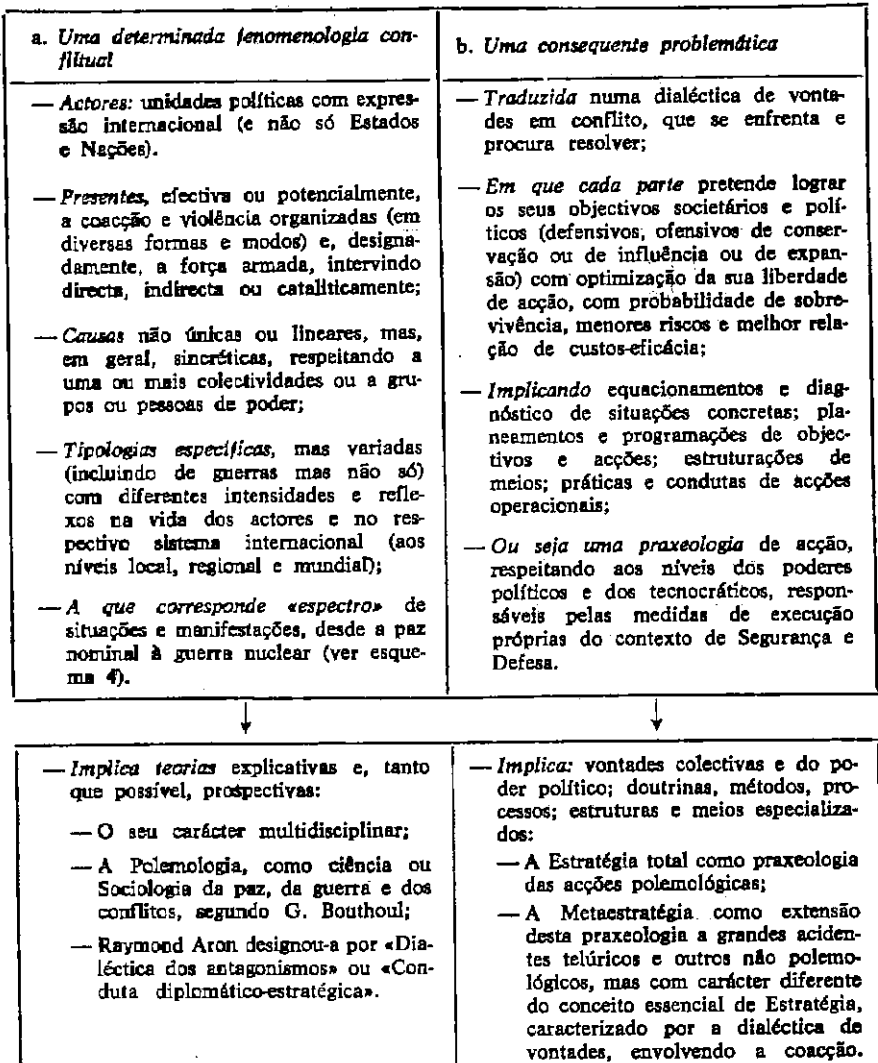 a. Uma determinada fenomenologia con-
flitual
— Actores: unidades políticas com expres-
são internacional (e não só Estados
e Nações).
— Presentes, efectiva ou potencialmente,
a coacção e violência organizadas (em
diversas formas e modos) e, designa-
damente, a força armada, intervindo
directa, indirecta ou cataliticamente;
— Causas não únicas ou lineares, mas,
em geral, sincréticas, respeitando a
uma ou mais colectividades ou a gru-
pos ou pessoas de poder;
— Tipologias específicas, mas variadas
(incluindo de guerras mas não só)
com diferentes intensidades e refle-
xos na vida dos actores e no res-
pectivo sistema internacional (aos
níveis local, regional e mundial);
— A que corresponde «espectro» de
situações e manifestações, desde a paz
nominal à guerra nuclear (ver esque-
ma 4).
b. Uma consequente problemática
— Traduzida numa dialéctica de vonta-
des em conflito, que se enfrenta e
procura resolver;
— Em que cada parte pretende lograr
os seus objectivos societários e polí-
ticos (defensivos, ofensivos de conser-
vação ou de influência ou de expan-
são) com optimização da sua liberdade
de acção, com probabilidade de sobre-
vivência, menores riscos e melhor rela-
ção de custos-eficácia;
— Implicando equacionamentos e diag-
nóstico de situações concretas; pla-
neamentos e programações de objec-
tivos e acções; estruturações de
meios; práticas e condutas de acções
operacionais;
— Ou seja uma praxeologia de acção,
respeitando aos níveis dos poderes
políticos e dos tecnocráticos, respon-
sáveis pelas medidas de execução
próprias do contexto de Segurança e
Defesa.
— Implica teorias explicativas e, tanto
que possível, prospectivas:
— O seu carácter multidisciplinar;
— A Polemologia, como ciência ou
Sociologia da paz, da guerra e dos
conflitos, segundo G. Bouthoul;
— Raymond Aron designou-a por «Dia-
léctica dos antagonismos» ou «Con-
duta diplomático-estratégica».
— Implica: vontades colectivas e do po-
der político; doutrinas, métodos, pro-
cessos; estruturas e meios especializa-
dos:
— A Estratégia total como praxeologia
das acções polemológicas;
— A Metaestratégia como extensão
desta praxeologia a grandes aciden-
tes telúricos e outros não polemo-
lógicos, mas com carácter diferente
do conceito essencial de Estratégia,
caracterizado por a dialéctica de
vontades, envolvendo a coacção.